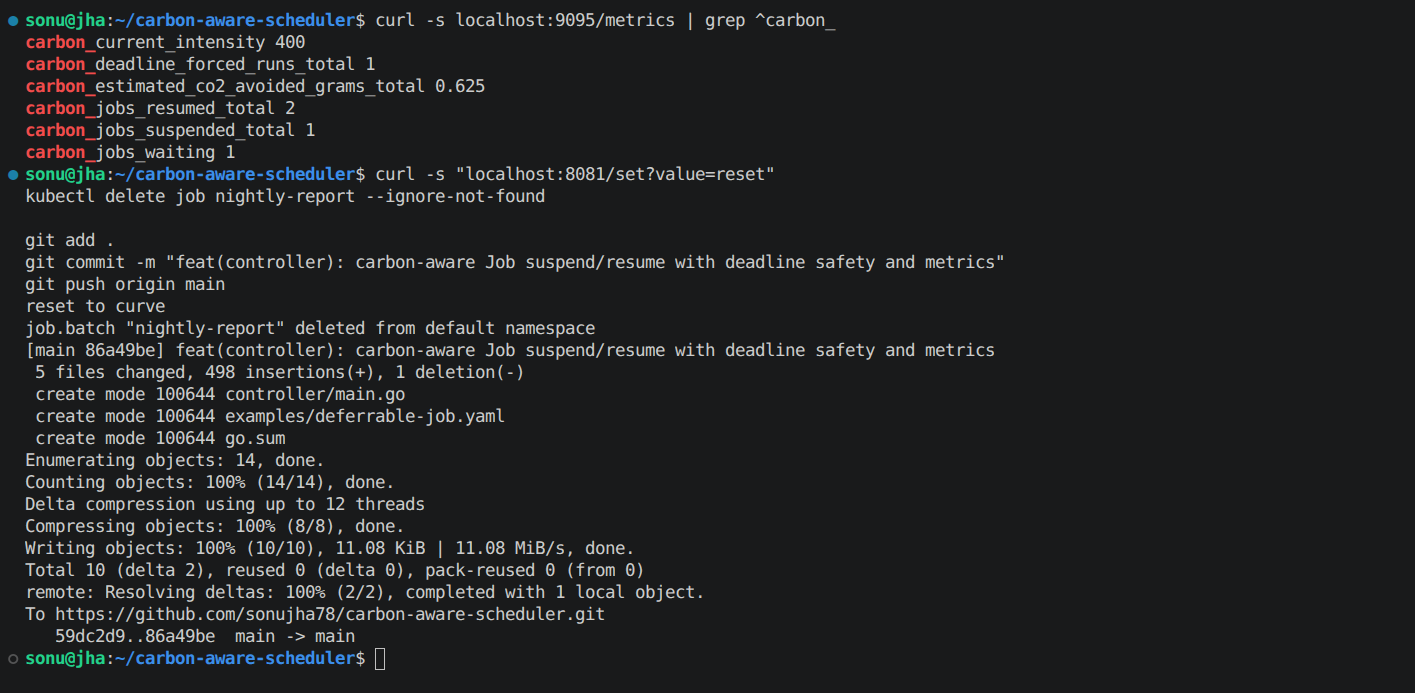 sonu@jha:~/carbon-aware-scheduler$ curl -s localhost:9095/metrics | grep ^carbon_
carbon_current_intensity 400
carbon_deadline_forced_runs_total 1
carbon_estimated_co2_avoided_grams_total 0.625
carbon_jobs_resumed_total 2
carbon_jobs_suspended_total 1
carbon_jobs_waiting 1
sonu@jha:~/carbon-aware-scheduler$ curl -s "localhost:8081/set?value=reset"
kubectl delete job nightly-report --ignore-not-found

git add .
git commit -m "feat(controller): carbon-aware Job suspend/resume with deadline safety and metrics"
git push origin main
reset to curve
job.batch "nightly-report" deleted from default namespace
[main 86a49be] feat(controller): carbon-aware Job suspend/resume with deadline safety and metrics
 5 files changed, 498 insertions(+), 1 deletion(-)
 create mode 100644 controller/main.go
 create mode 100644 examples/deferrable-job.yaml
 create mode 100644 go.sum
Enumerating objects: 14, done.
Counting objects: 100% (14/14), done.
Delta compression using up to 12 threads
Compressing objects: 100% (8/8), done.
Writing objects: 100% (10/10), 11.08 KiB | 11.08 MiB/s, done.
Total 10 (delta 2), reused 0 (delta 0), pack-reused 0 (from 0)
remote: Resolving deltas: 100% (2/2), completed with 1 local object.
To https://github.com/sonujha78/carbon-aware-scheduler.git
   59dc2d9..86a49be  main -> main
sonu@jha:~/carbon-aware-scheduler$